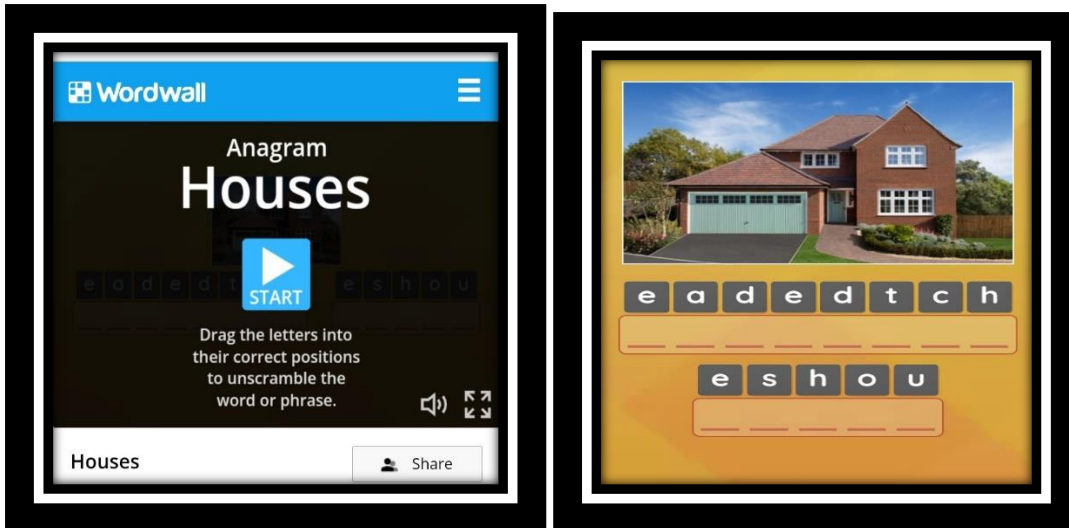 Wordwall
Anagram
Houses
e a d e d t
e s h o u
START
Drag the letters into
their correct positions
to unscramble the
word or phrase.
Houses
Share
e a d e d t c h
e s h o u